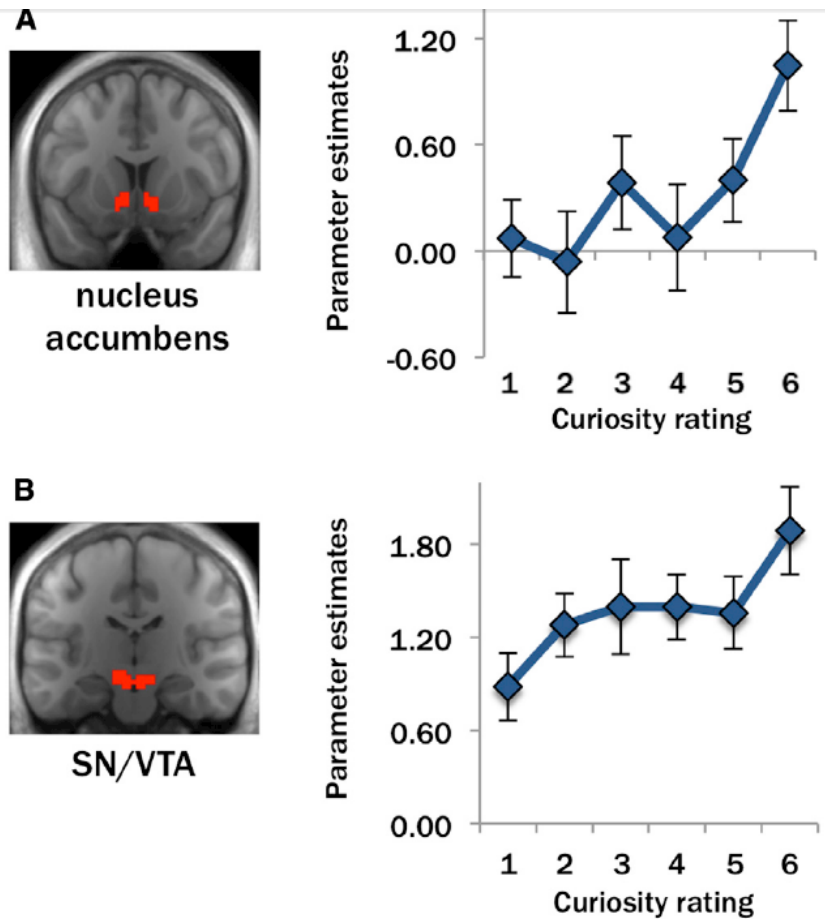 A
nucleus
accumbens
Parameter estimates
1.20
0.60
0.00
-0.60
1 2 3 4 5 6
Curiosity rating
B
SN/VTA
Parameter estimates
1.80
1.20
0.60
0.00
1 2 3 4 5 6
Curiosity rating